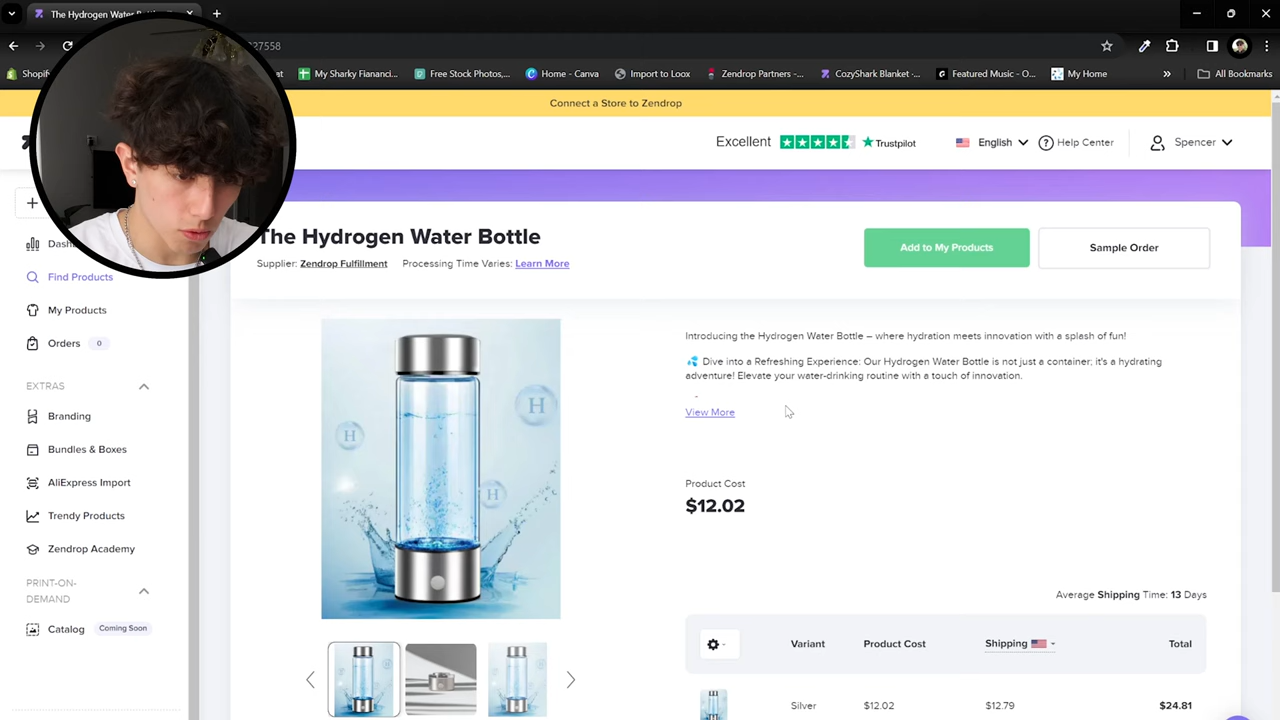 The Hydrogen Water Bottle
27558
Shopif
My Sharky Fianancí...
Free Stock Photos,...
Home - Canva
Import to Loox
Zendrop Partners -...
CozyShark Blanket -...
Featured Music - O...
My Home
»
All Bookmarks
Connect a Store to Zendrop
Excellent
Trustpilot
English
Help Center
Spencer
The Hydrogen Water Bottle
Supplier: Zendrop Fulfillment Processing Time Varies: Learn More
Add to My Products
Sample Order
Find Products
My Products
Orders 0
EXTRAS
Branding
Bundles & Boxes
AliExpress Import
Trendy Products
Zendrop Academy
PRINT-ON-
DEMAND
Catalog Coming Soon
H
H
H
Introducing the Hydrogen Water Bottle – where hydration meets innovation with a splash of fun!
💦 Dive into a Refreshing Experience: Our Hydrogen Water Bottle is not just a container; it's a hydrating
adventure! Elevate your water-drinking routine with a touch of innovation.
View More
Product Cost
$12.02
Average Shipping Time: 13 Days
Variant Product Cost Shipping Total
Silver $12.02 $12.79 $24.81